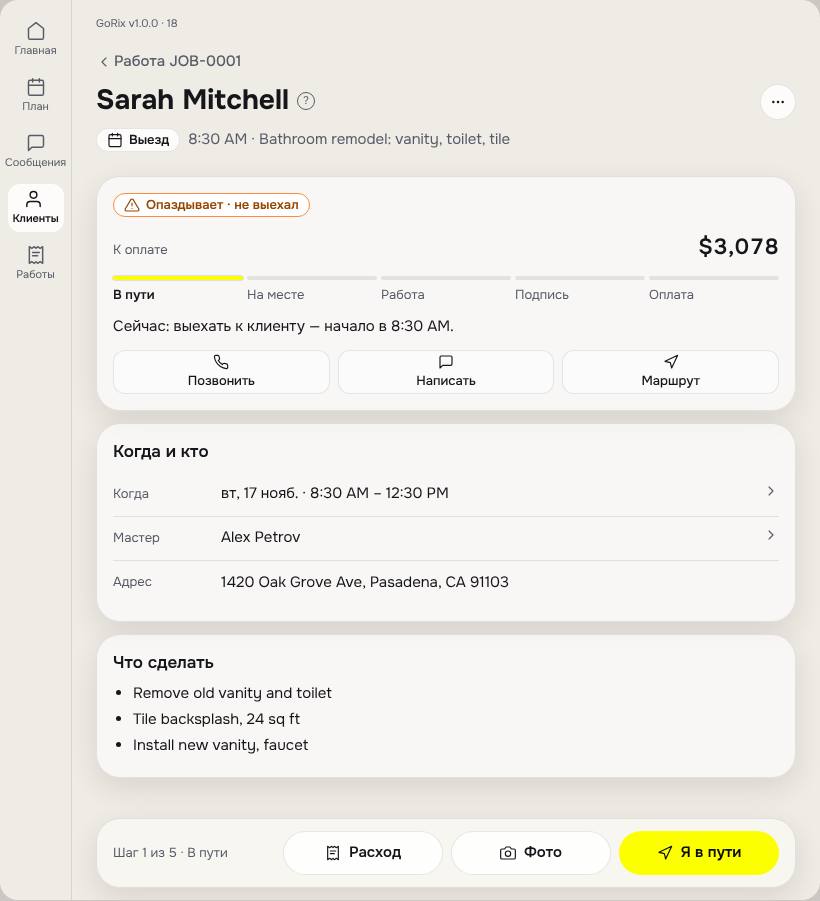 GoRix v1.0.0 · 18
Главная
План
Сообщения
Клиенты
Работы
Работа JOB-0001
Sarah Mitchell ?
Выезд 8:30 AM · Bathroom remodel: vanity, toilet, tile
Опаздывает · не выехал
К оплате $3,078
В пути На месте Работа Подпись Оплата
Сейчас: выехать к клиенту — начало в 8:30 AM.
Позвонить Написать Маршрут
Когда и кто
Когда вт, 17 нояб. · 8:30 AM – 12:30 PM
Мастер Alex Petrov
Адрес 1420 Oak Grove Ave, Pasadena, CA 91103
Что сделать
• Remove old vanity and toilet
• Tile backsplash, 24 sq ft
• Install new vanity, faucet
Шаг 1 из 5 · В пути Расход Фото Я в пути